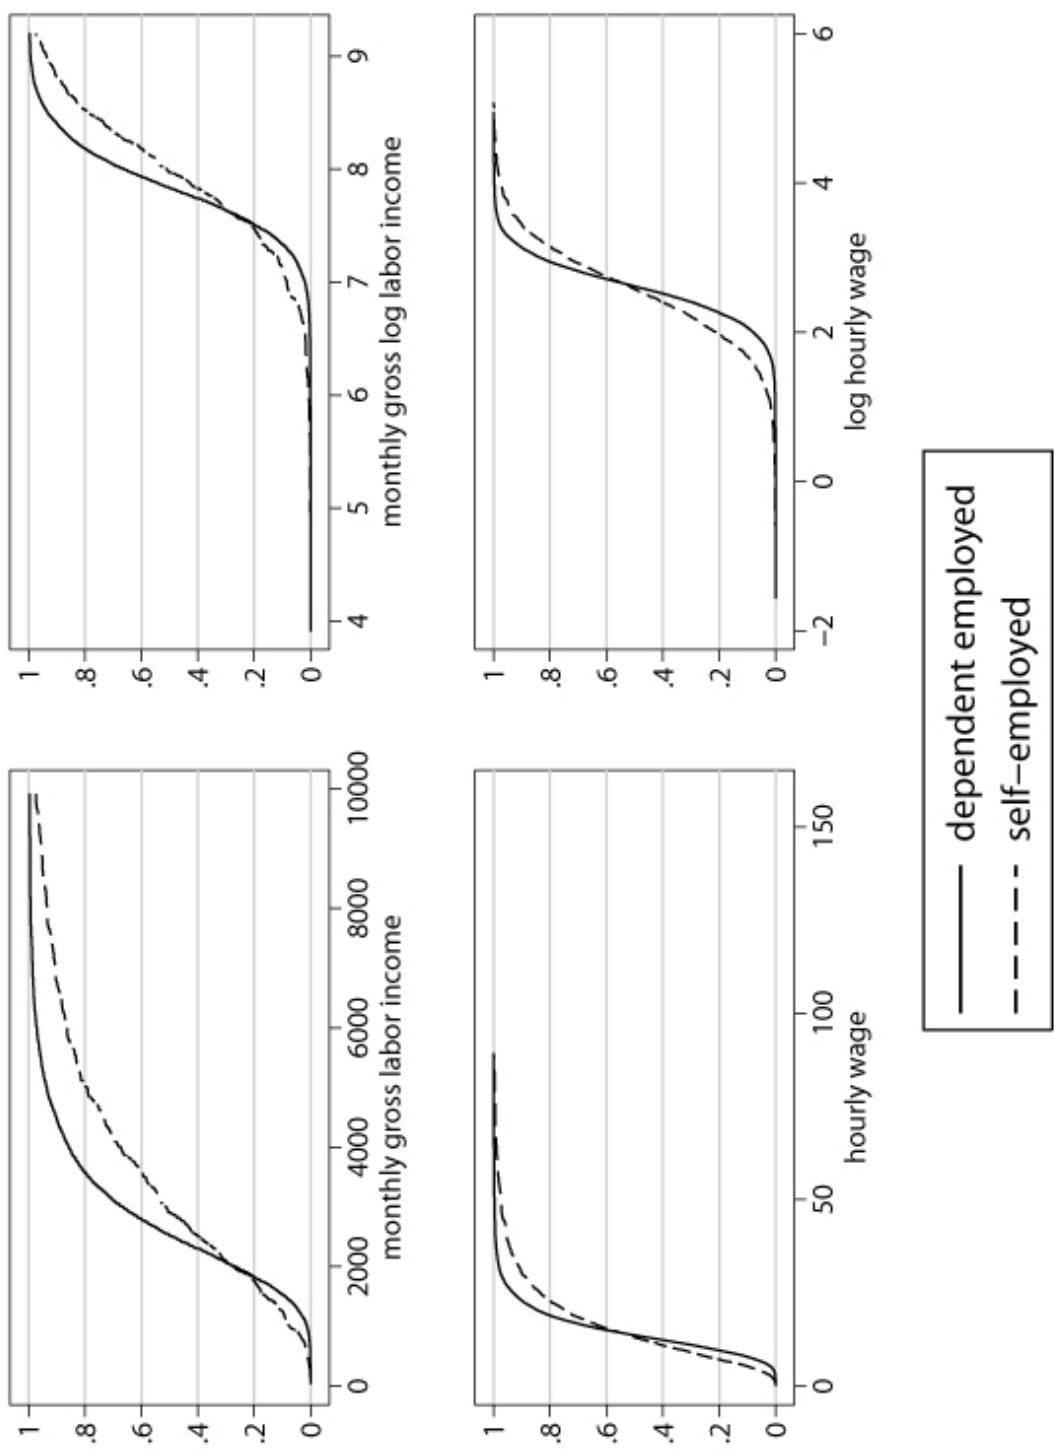 1
.8
.6
.4
.2
0
0 2000 4000 6000 8000 10000
monthly gross labor income
1
.8
.6
.4
.2
0
4 5 6 7 8 9
monthly gross log labor income
1
.8
.6
.4
.2
0
0 50 100 150
hourly wage
1
.8
.6
.4
.2
0
−2 0 2 4 6
log hourly wage
dependent employed
self−employed